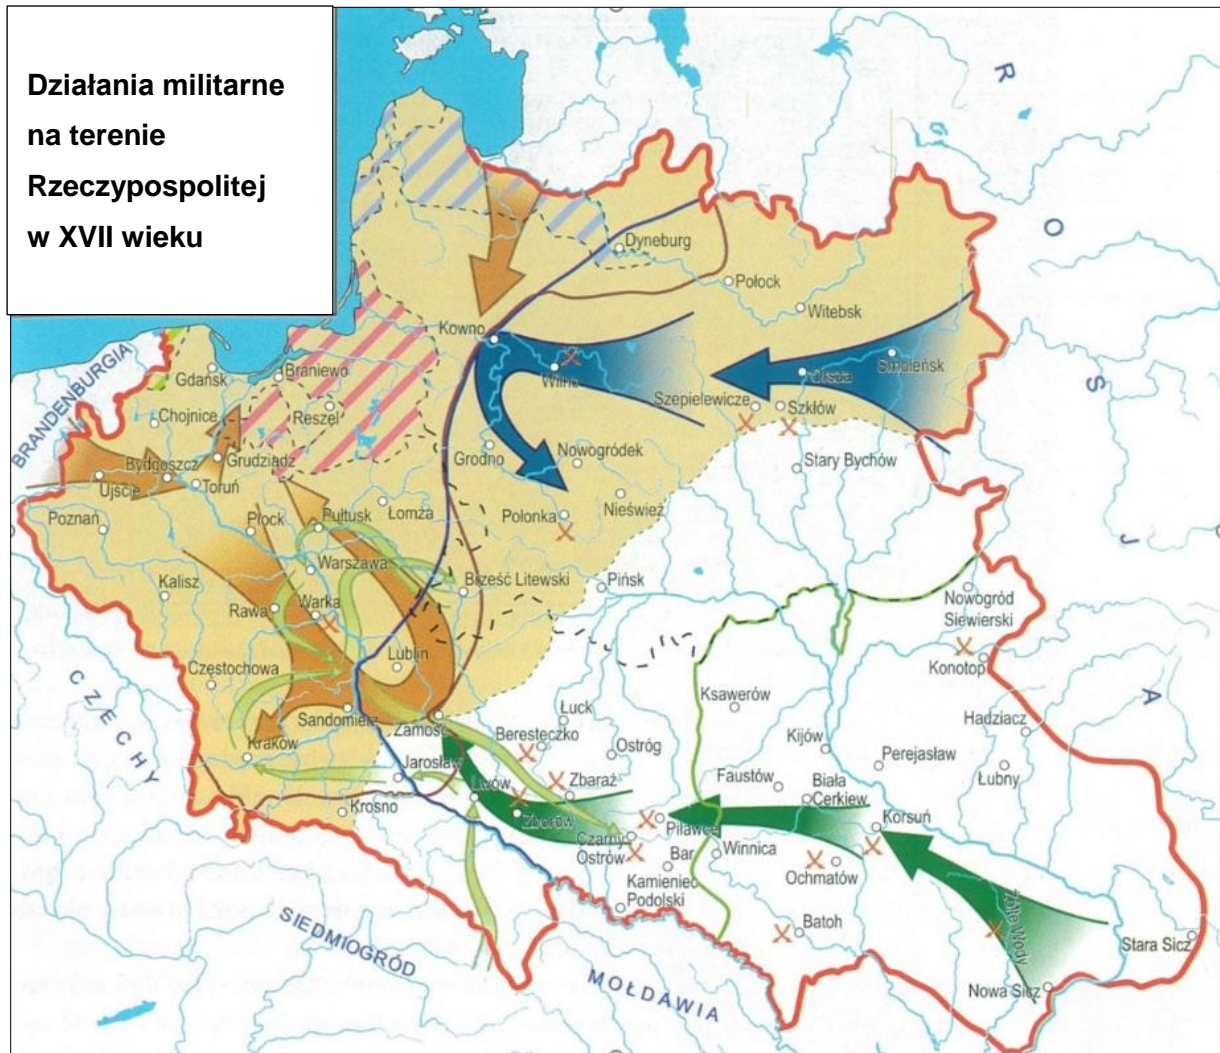 Działania militarne
na terenie
Rzeczypospolitej
w XVII wieku
R
O
S
J
A
BRANDENBURGIA
CZECHY
SIEDMIOGRÓD
MOŁDAWIA
Dyneburg
Połock
Witebsk
Kowno
Wilno
Orsza
Smoleńsk
Gdańsk
Braniewo
Chojnice
Reszel
Szepielewicze
Szkłów
Grodno
Nowogródek
Stary Bychów
Bydgoszcz
Grudziądz
Ujście
Toruń
Nieśwież
Poznań
Płock
Pułtusk
Łomża
Połonka
Warszawa
Kalisz
Brześć Litewski
Pińsk
Nowogród
Siewierski
Rawa
Warka
Konotop
Częstochowa
Lublin
Ksawerów
Sandomierz
Zamość
Łuck
Hadziacz
Kraków
Beresteczko
Ostróg
Kijów
Perejasław
Łubny
Jarosław
Lwów
Zbaraż
Fastów
Biała
Cerkiew
Krosno
Zborów
Czarny
Ostrów
Piławce
Korsuń
Bar
Winnica
Ochmatów
Kamieniec
Podolski
Batoh
Żółte Wody
Stara Sicz
Nowa Sicz